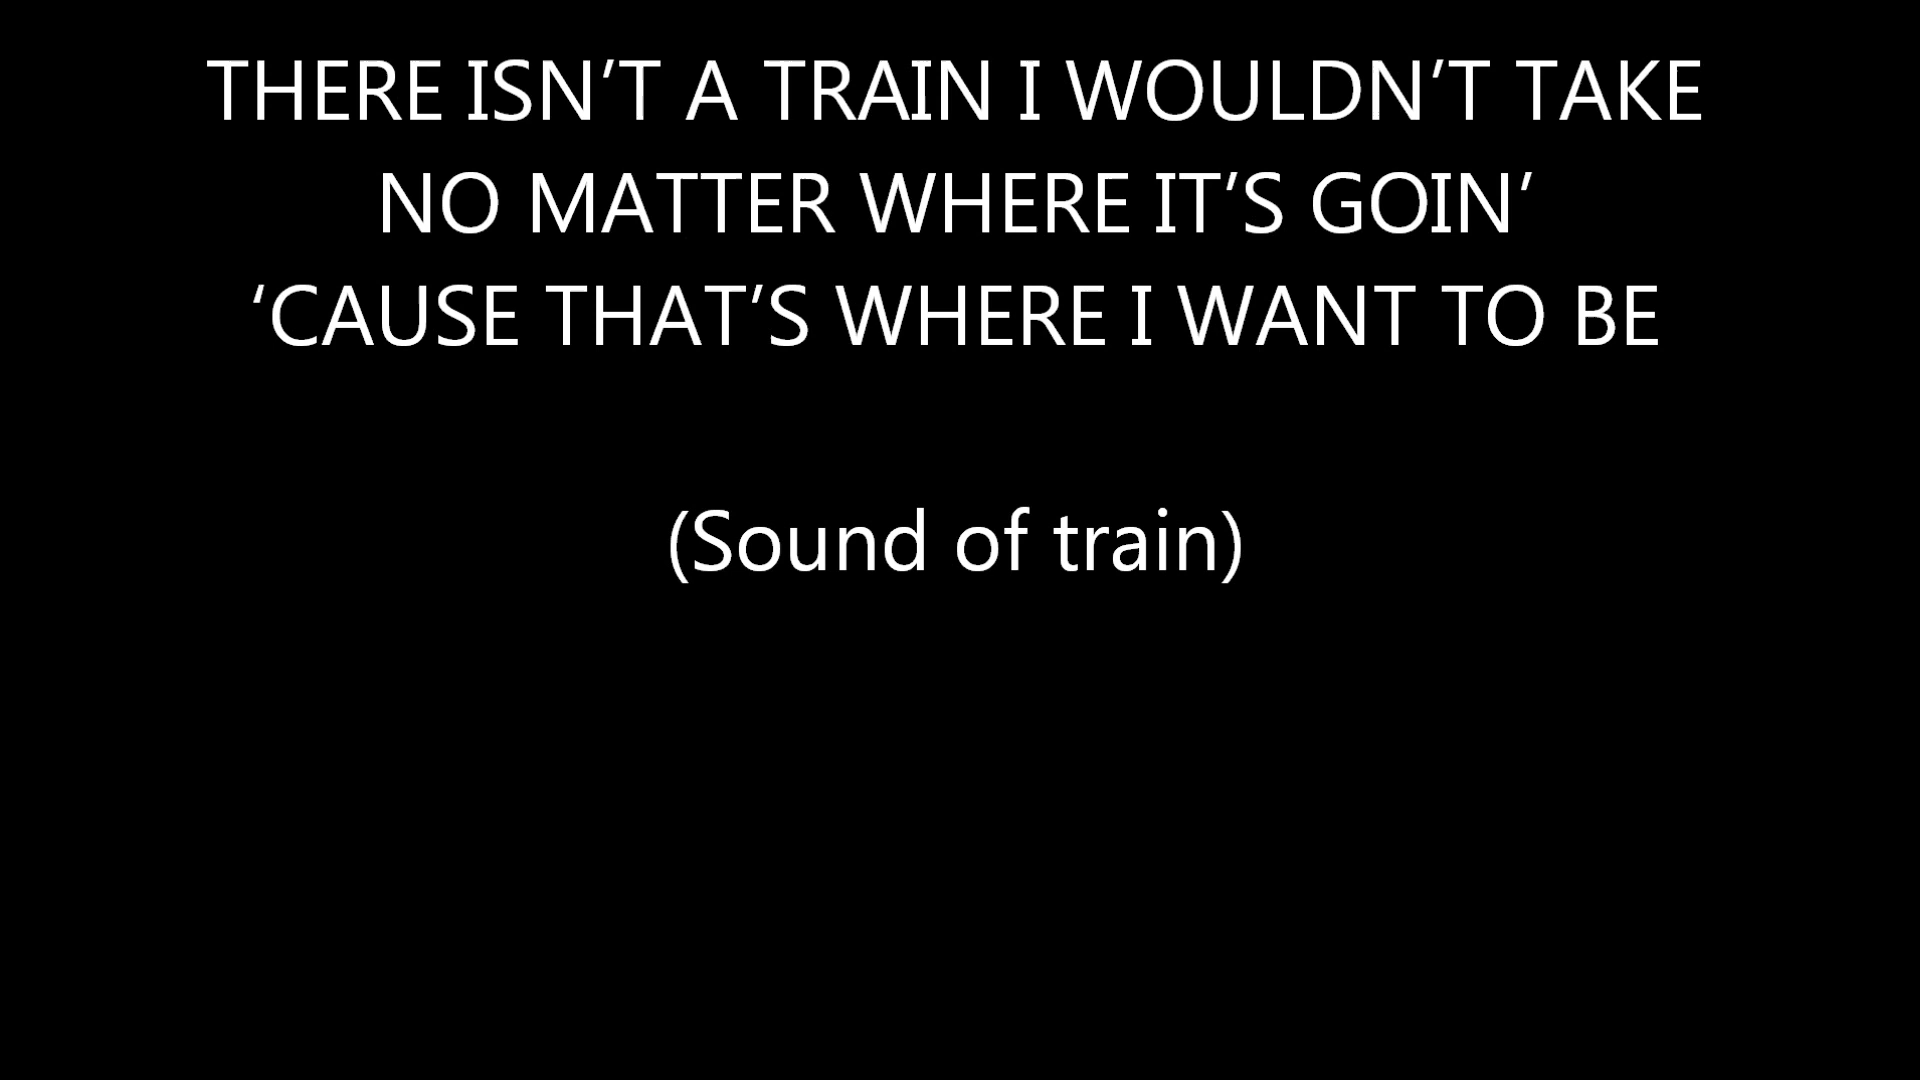 THERE ISN’T A TRAIN I WOULDN’T TAKE
NO MATTER WHERE IT’S GOIN’
‘CAUSE THAT’S WHERE I WANT TO BE
(Sound of train)